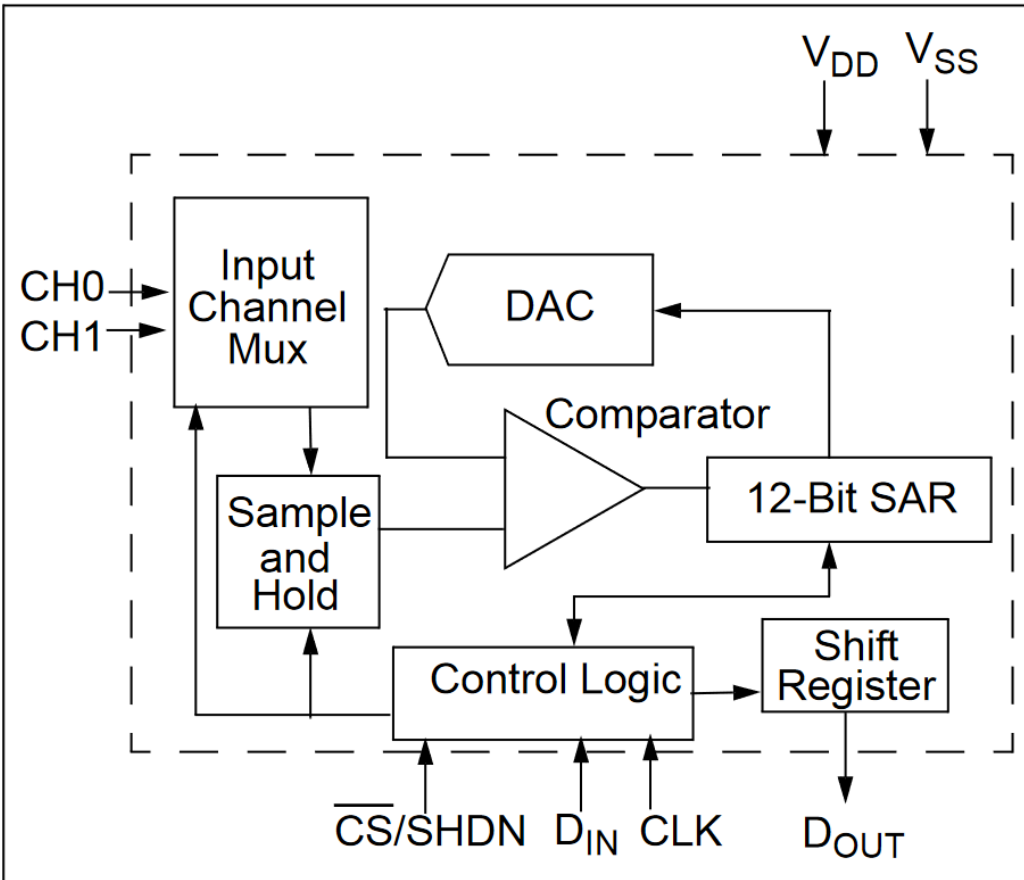 VDD VSS
Input
Channel
Mux
CH0
CH1
DAC
Comparator
12-Bit SAR
Sample
and
Hold
Control Logic
Shift
Register
C̅S̅/SHDN DIN CLK DOUT